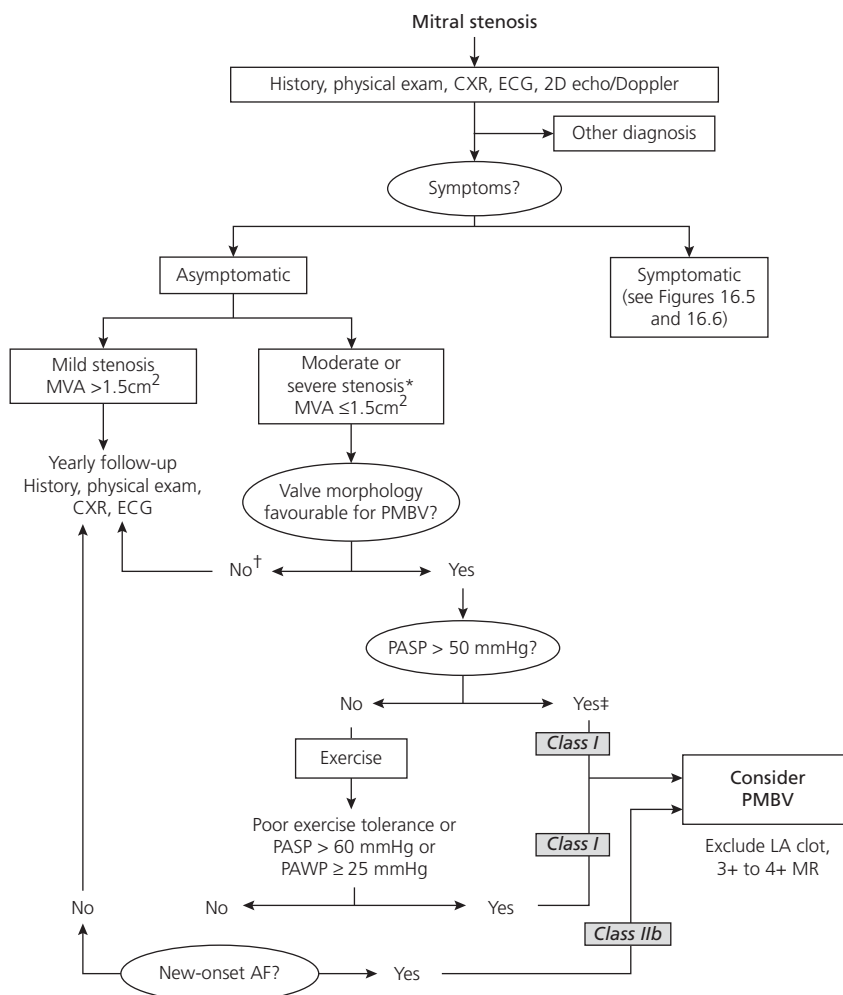 Mitral stenosis
History, physical exam, CXR, ECG, 2D echo/Doppler
Other diagnosis
Symptoms?
Asymptomatic
Symptomatic
(see Figures 16.5
and 16.6)
Mild stenosis
MVA >1.5cm²
Moderate or
severe stenosis*
MVA ≤1.5cm²
Yearly follow-up
History, physical exam,
CXR, ECG
Valve morphology
favourable for PMBV?
No†
Yes
PASP > 50 mmHg?
No
Yes‡
Class I
Exercise
Consider
PMBV
Poor exercise tolerance or
PASP > 60 mmHg or
PAWP ≥ 25 mmHg
Class I
Exclude LA clot,
3+ to 4+ MR
No
No
Yes
Class IIb
New-onset AF?
Yes